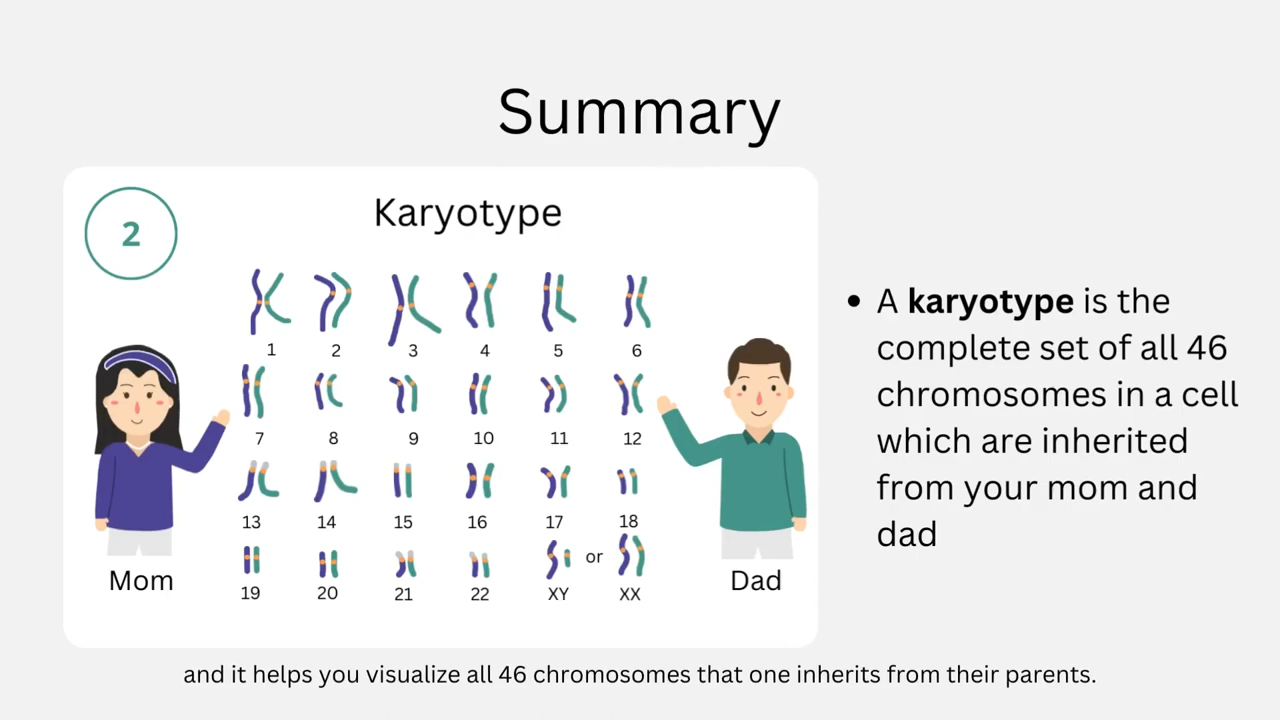 Summary
2
Karyotype
1 2 3 4 5 6
7 8 9 10 11 12
13 14 15 16 17 18
or
19 20 21 22 XY XX
Mom
Dad
• A karyotype is the
complete set of all 46
chromosomes in a cell
which are inherited
from your mom and
dad
and it helps you visualize all 46 chromosomes that one inherits from their parents.